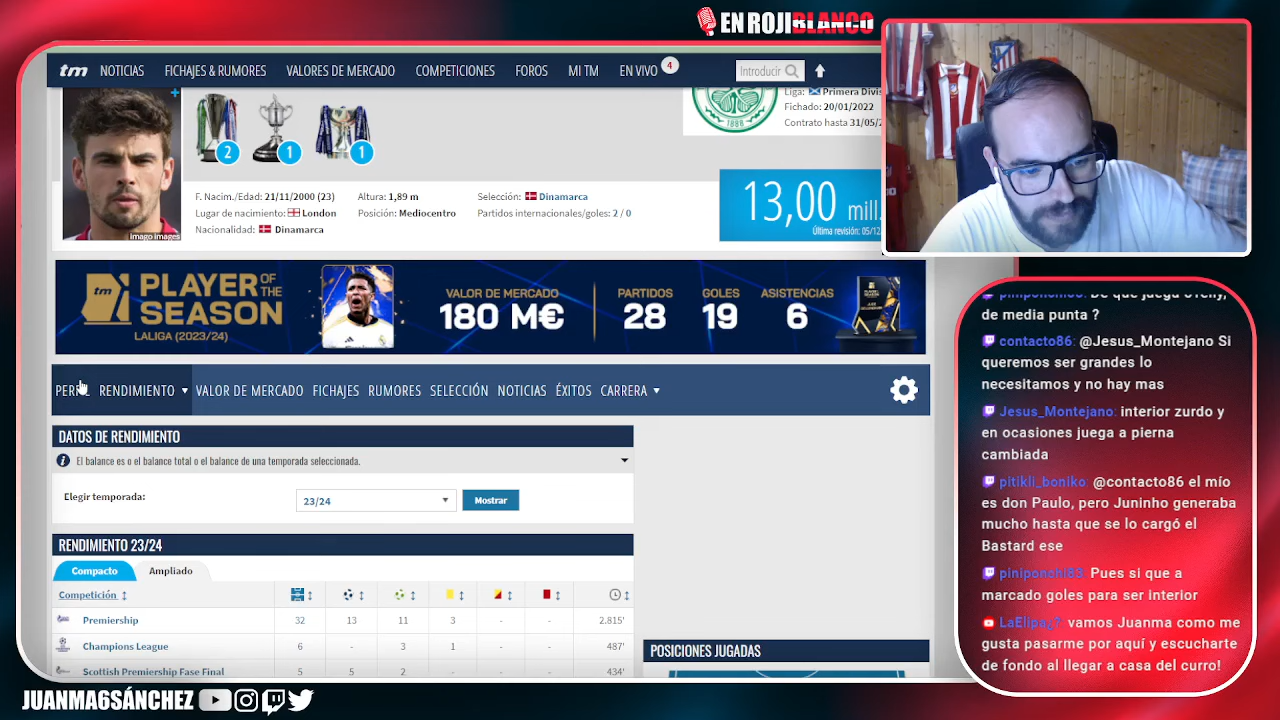 EN ROJIBLANCO
tm NOTICIAS FICHAJES & RUMORES VALORES DE MERCADO COMPETICIONES FOROS MI TM EN VIVO 4 Introducir
2 1 1
Liga: Primera Divis
Fichado: 20/01/2022
Contrato hasta 31/05/2
F. Nacim./Edad: 21/11/2000 (23) Altura: 1,89 m Selección: Dinamarca
Lugar de nacimiento: London Posición: Mediocentro Partidos internacionales/goles: 2 / 0
Nacionalidad: Dinamarca
imago images
13,00 mill.
Última revisión: 05/12
tm PLAYER OF THE SEASON
LALIGA (2023/24)
VALOR DE MERCADO
180 M€
PARTIDOS GOLES ASISTENCIAS
28 19 6
PERFIL RENDIMIENTO VALOR DE MERCADO FICHAJES RUMORES SELECCIÓN NOTICIAS ÉXITOS CARRERA
DATOS DE RENDIMIENTO
El balance es o el balance total o el balance de una temporada seleccionada.
Elegir temporada: 23/24 Mostrar
RENDIMIENTO 23/24
Compacto Ampliado
Competición
Premiership 32 13 11 3 - - 2.815'
Champions League 6 - 3 1 - - 487'
Scottish Premiership Fase Final 5 5 2 - - - 434'
POSICIONES JUGADAS
de media punta ?
contacto86: @Jesus_Montejano Si
queremos ser grandes lo
necesitamos y no hay mas
Jesus_Montejano: interior zurdo y
en ocasiones juega a pierna
cambiada
pitikli_boniko: @contacto86 el mío
es don Paulo, pero Juninho generaba
mucho hasta que se lo cargó el
Bastard ese
piniponchi83: Pues si que a
marcado goles para ser Interior
LaElipa¿?: vamos Juanma como me
gusta pasarme por aquí y escucharte
de fondo al llegar a casa del curro!
JUANMA6SÁNCHEZ